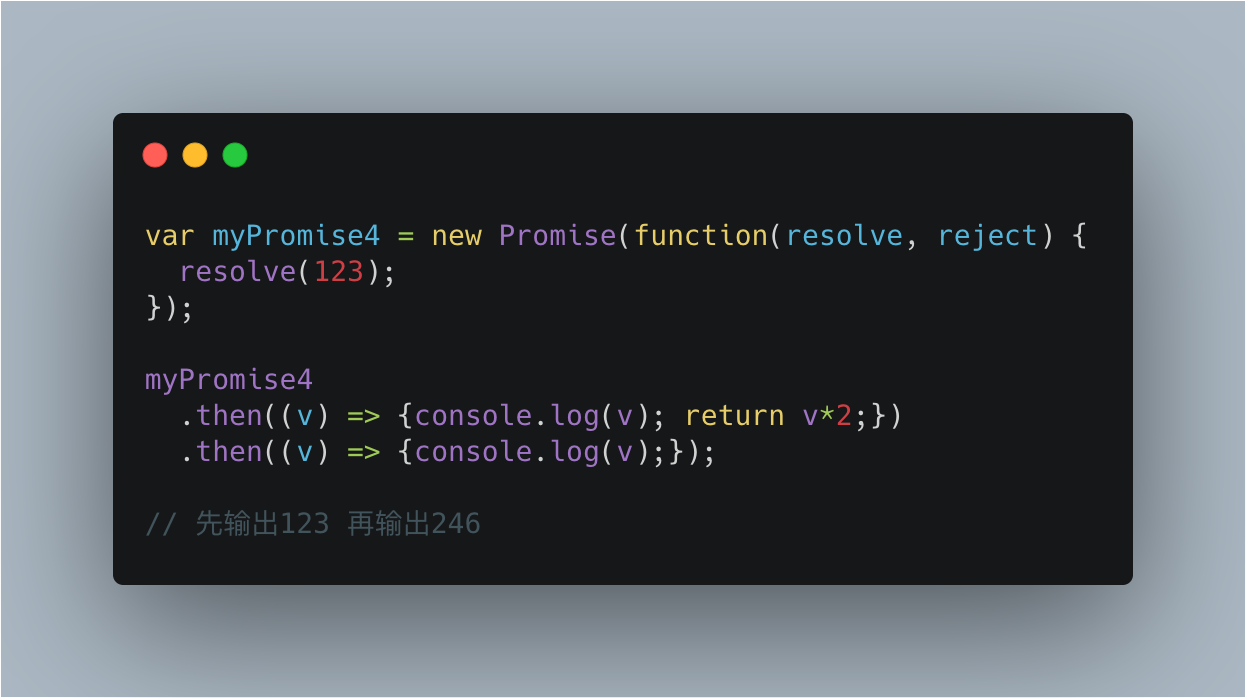 var myPromise4 = new Promise(function(resolve, reject) {
  resolve(123);
});

myPromise4
  .then((v) => {console.log(v); return v*2;})
  .then((v) => {console.log(v);});

// 先输出123 再输出246